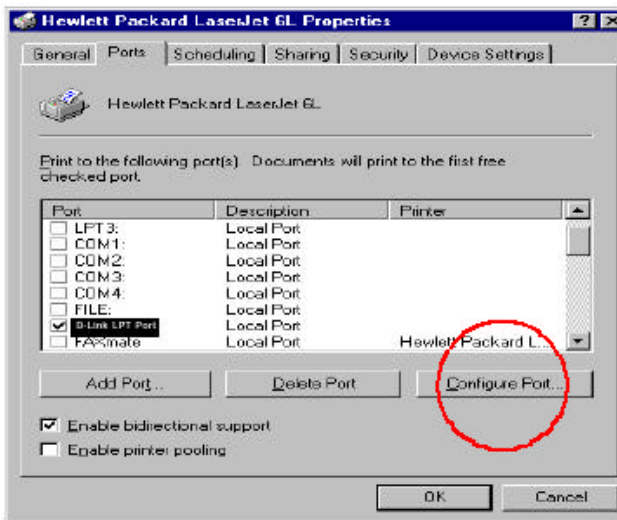 Hewlett Packard LaserJet 6L Properties
General Ports Scheduling Sharing Security Device Settings
Hewlett Packard LaserJet 6L
Print to the following port(s). Documents will print to the first free
checked port.
Port Description Printer
LPT3: Local Port
COM1: Local Port
COM2: Local Port
COM3: Local Port
COM4: Local Port
FILE: Local Port
D-Link LPT Port Local Port
FAXmate Local Port Hewlett Packard L...
Add Port... Delete Port Configure Port...
Enable bidirectional support
Enable printer pooling
OK Cancel